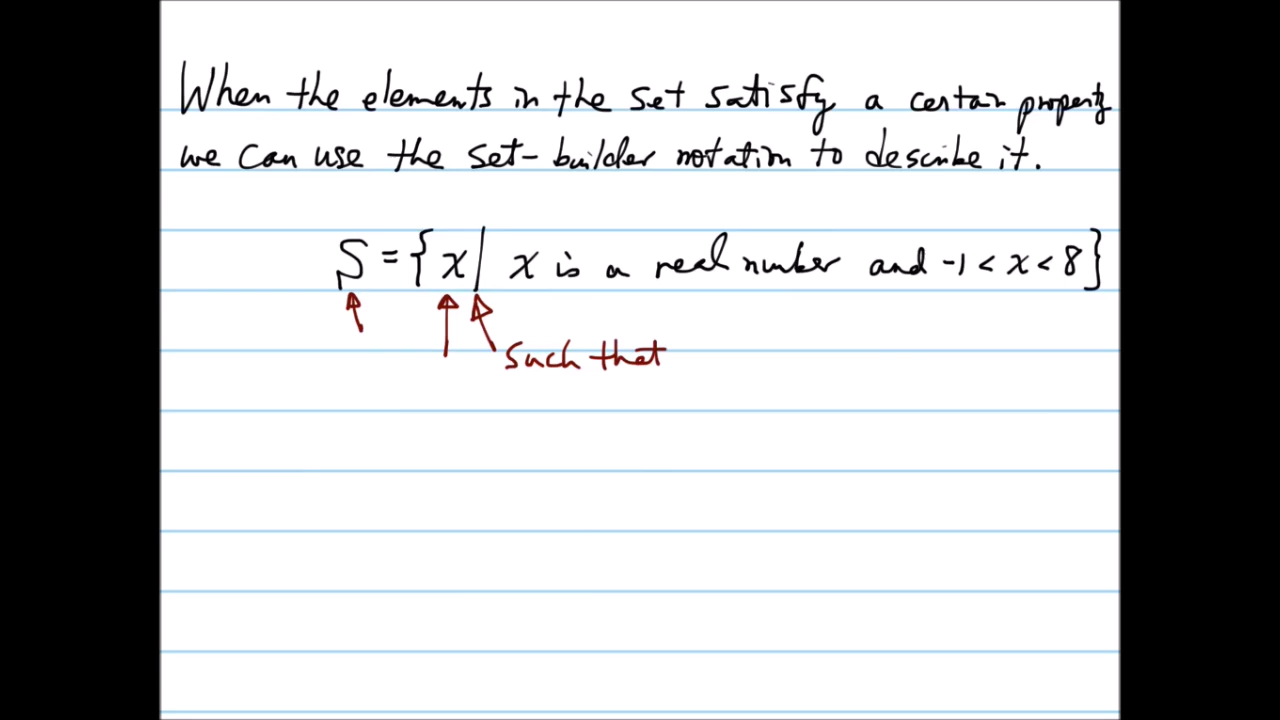 When the elements in the set satisfy a certain property
we can use the set-builder notation to describe it.
S = { x | x is a real number and -1 < x < 8 }
such that